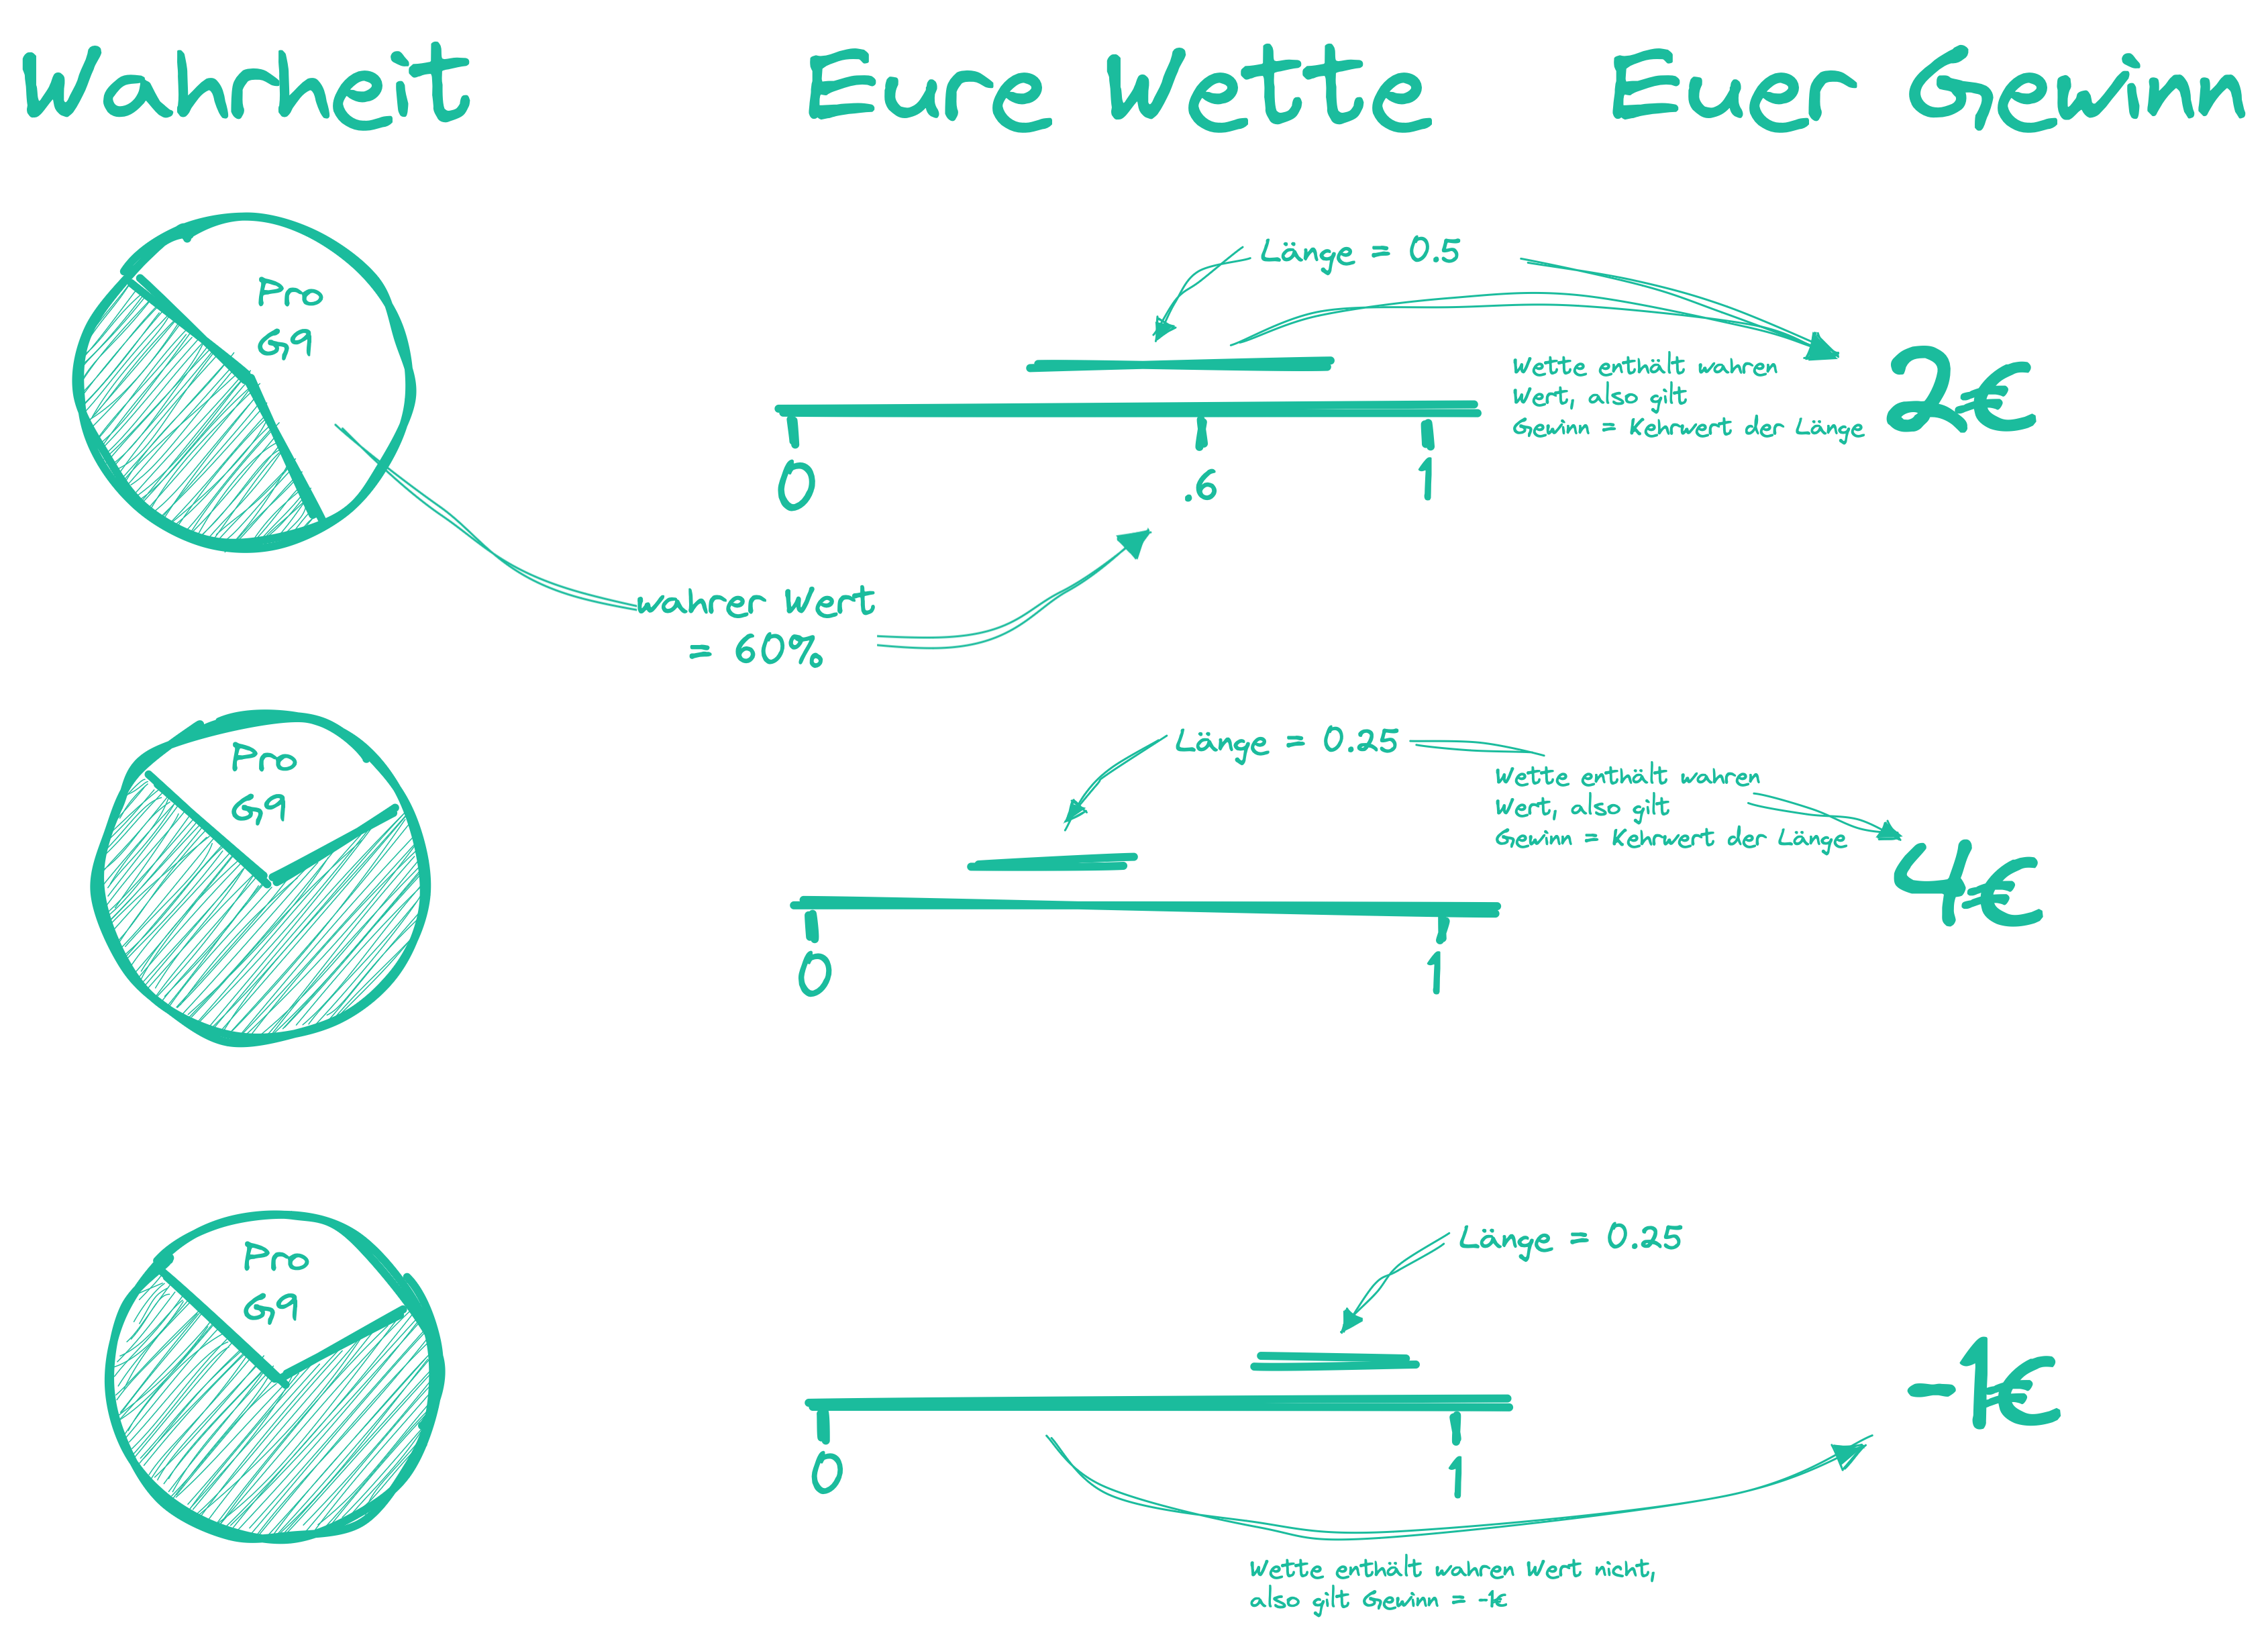 Wahrheit
Eure Wette
Euer Gewinn
Pro
G9
Länge = 0.5
Wette enthält wahren
Wert, also gilt
Gewinn = Kehrwert der Länge
2€
0
.6
1
wahrer Wert
= 60%
Pro
G9
Länge = 0.25
Wette enthält wahren
Wert, also gilt
Gewinn = Kehrwert der Länge
4€
0
1
Pro
G9
Länge = 0.25
-1€
0
1
Wette enthält wahren Wert nicht,
also gilt Gewinn = -1€